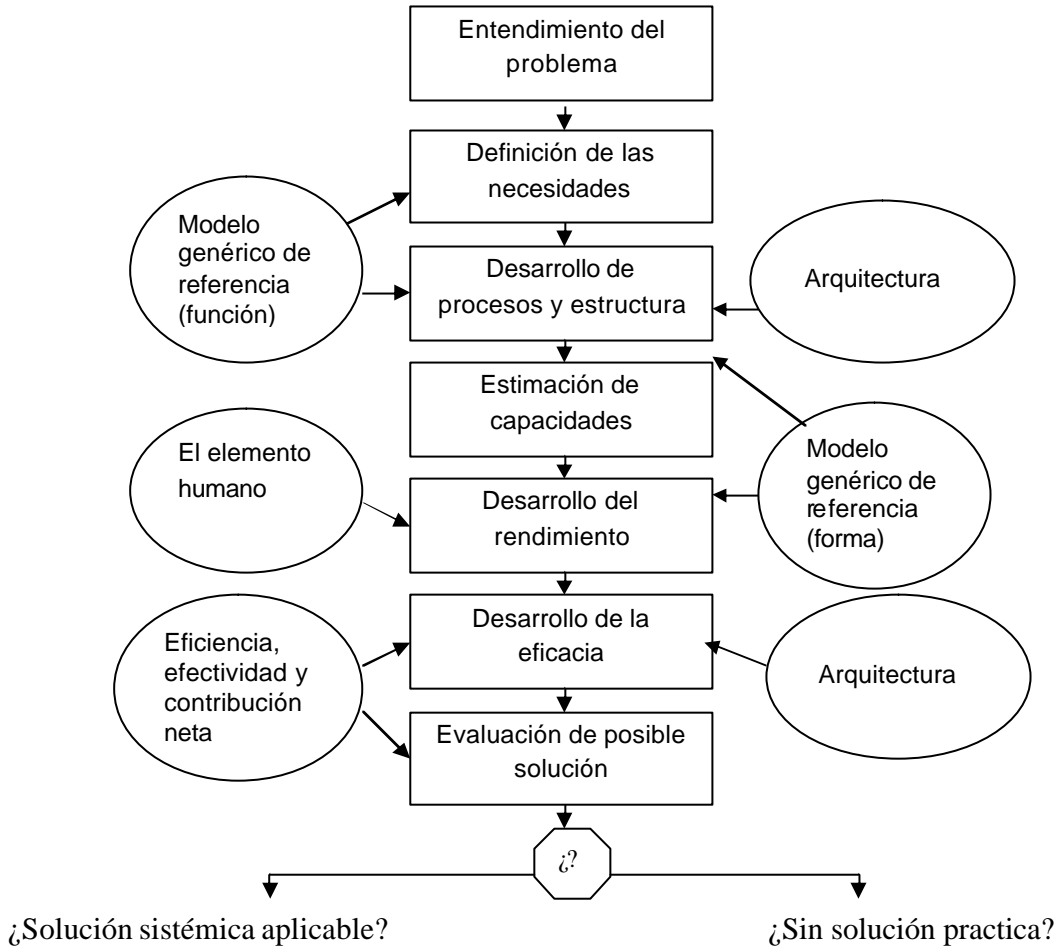 Entendimiento del
problema
Definición de las
necesidades
Modelo
genérico de
referencia
(función)
Desarrollo de
procesos y estructura
Arquitectura
Estimación de
capacidades
El elemento
humano
Modelo
genérico de
referencia
(forma)
Desarrollo del
rendimiento
Desarrollo de la
eficacia
Eficiencia,
efectividad y
contribución
neta
Arquitectura
Evaluación de posible
solución
¿?
¿Solución sistémica aplicable?
¿Sin solución practica?